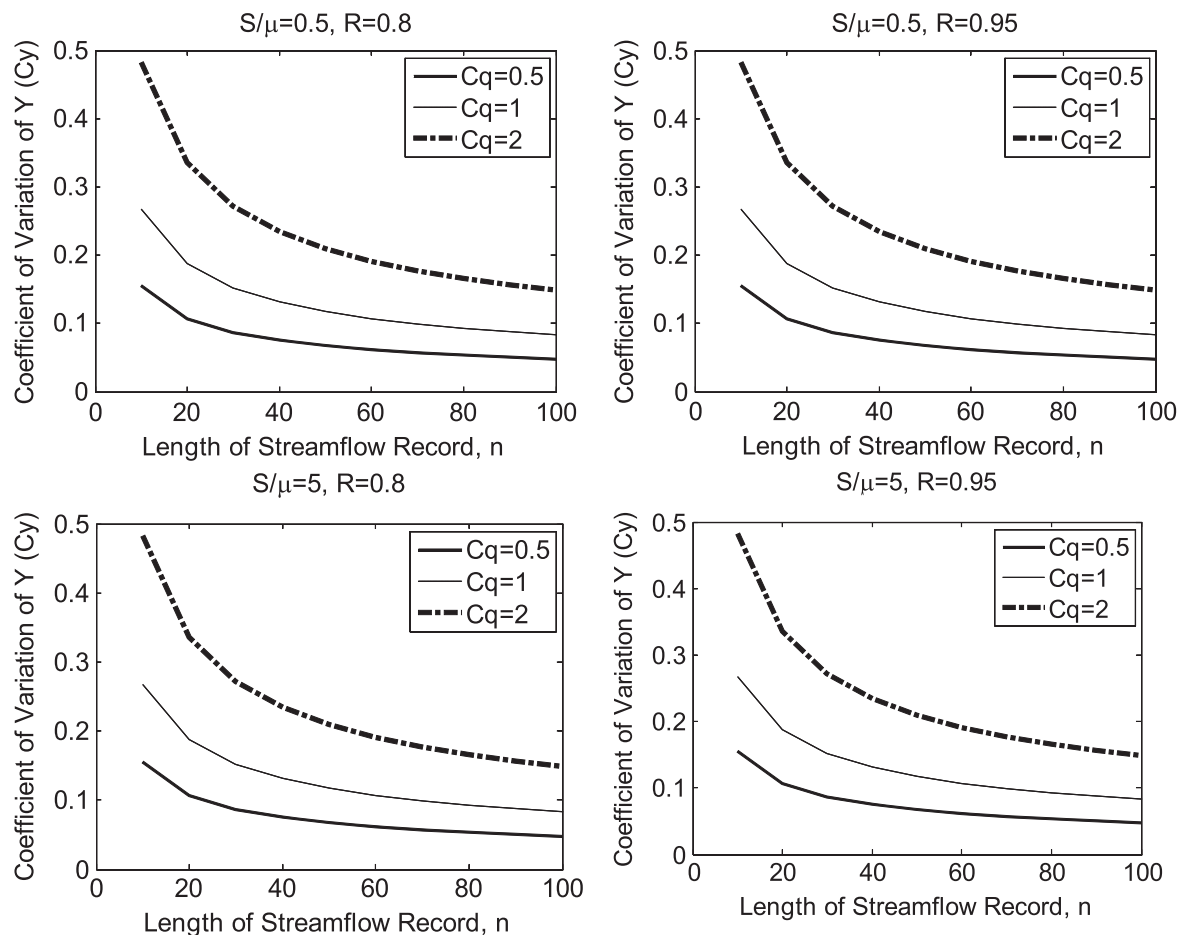 S/μ=0.5, R=0.8
Coefficient of Variation of Y (Cy)
0.5
0.4
0.3
0.2
0.1
0
Cq=0.5
Cq=1
Cq=2
0 20 40 60 80 100
Length of Streamflow Record, n
S/μ=0.5, R=0.95
Coefficient of Variation of Y (Cy)
0.5
0.4
0.3
0.2
0.1
0
Cq=0.5
Cq=1
Cq=2
0 20 40 60 80 100
Length of Streamflow Record, n
S/μ=5, R=0.8
Coefficient of Variation of Y (Cy)
0.5
0.4
0.3
0.2
0.1
0
Cq=0.5
Cq=1
Cq=2
0 20 40 60 80 100
Length of Streamflow Record, n
S/μ=5, R=0.95
Coefficient of Variation of Y (Cy)
0.5
0.4
0.3
0.2
0.1
0
Cq=0.5
Cq=1
Cq=2
0 20 40 60 80 100
Length of Streamflow Record, n